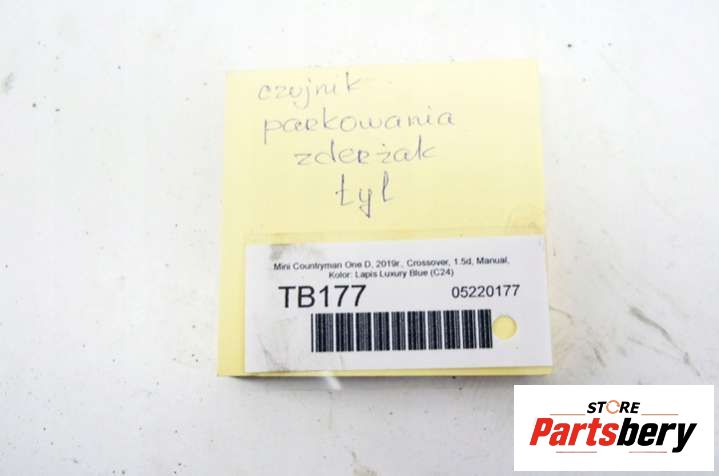 czujnik
parkowania
zderżak
tył
Mini Countryman One D, 2019r., Crossover, 1.5d, Manual,
Kolor: Lapis Luxury Blue (C24)
TB177 05220177
STORE
Partsbery